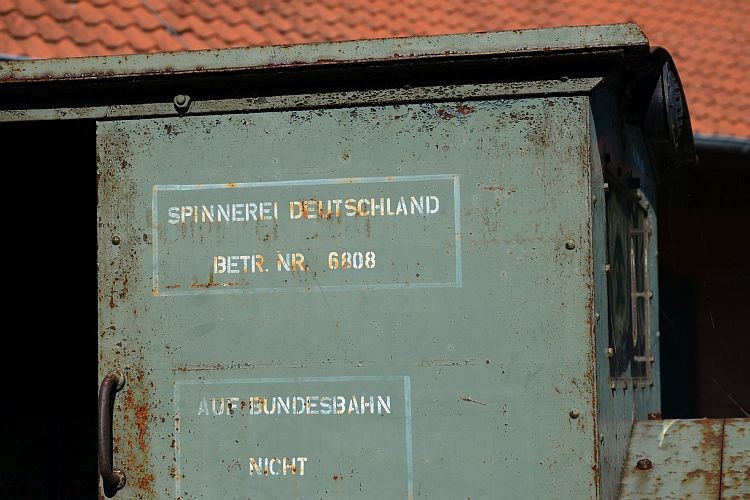 SPINNEREI DEUTSCHLAND
BETR. NR. 6808
AUF BUNDESBAHN
NICHT